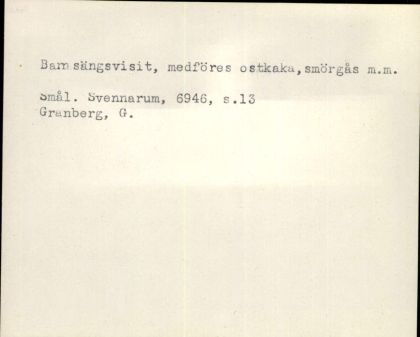 Barnsängsvisit, medföres ostkaka, smörgås m.m.
Smål. Svennarum, 6946, s.13
Granberg, G.